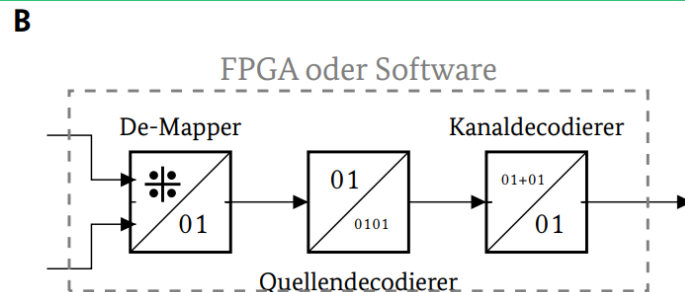 B
FPGA oder Software
De-Mapper
Kanaldecodierer
01
01
01+01
0101
01
Quellendecodierer